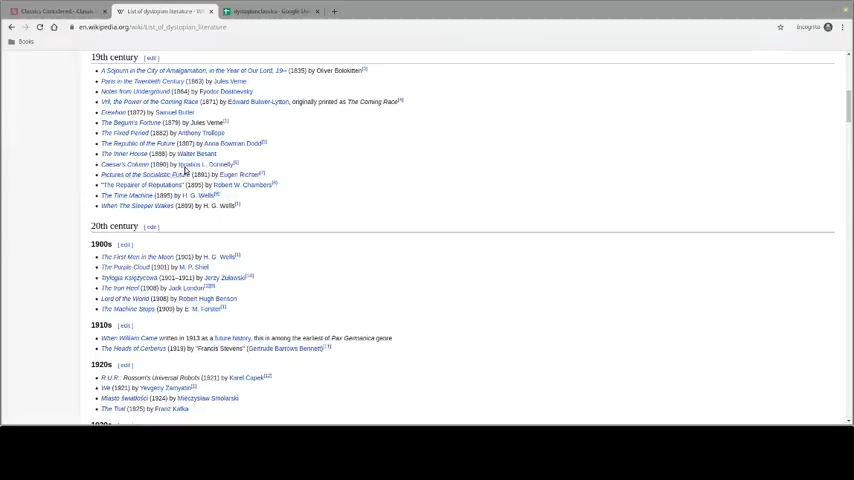 Classics Considered - Good
List of dystopian literature - Wi
dystopianclassics - Google She
en.wikipedia.org/wiki/List_of_dystopian_literature
Incognito
Books
19th century [ edit ]
A Sojourn in the City of Amalgamation, in the Year of Our Lord, 19-- (1835) by Oliver Bolokitten[3]
Paris in the Twentieth Century (1863) by Jules Verne
Notes from Underground (1864) by Fyodor Dostoevsky
Vril, the Power of the Coming Race (1871) by Edward Bulwer-Lytton, originally printed as The Coming Race[4]
Erewhon (1872) by Samuel Butler
The Begum's Fortune (1879) by Jules Verne[1]
The Fixed Period (1882) by Anthony Trollope
The Republic of the Future (1887) by Anna Bowman Dodd[5]
The Inner House (1888) by Walter Besant
Caesar's Column (1890) by Ignatius L. Donnelly[6]
Pictures of the Socialistic Future (1891) by Eugen Richter[7]
"The Repairer of Reputations" (1895) by Robert W. Chambers[8]
The Time Machine (1895) by H. G. Wells[9]
When The Sleeper Wakes (1899) by H. G. Wells[1]
20th century [ edit ]
1900s [ edit ]
The First Men in the Moon (1901) by H. G. Wells[1]
The Purple Cloud (1901) by M. P. Shiel
Trylogia Księżycowa (1901–1911) by Jerzy Żuławski[10]
The Iron Heel (1908) by Jack London[1][9]
Lord of the World (1908) by Robert Hugh Benson
The Machine Stops (1909) by E. M. Forster[1]
1910s [ edit ]
When William Came written in 1913 as a future history, this is among the earliest of Pax Germanica genre
The Heads of Cerberus (1919) by "Francis Stevens" (Gertrude Barrows Bennett)[11]
1920s [ edit ]
R.U.R.: Rossum's Universal Robots (1921) by Karel Čapek[12]
We (1921) by Yevgeny Zamyatin[1]
Miasto światłości (1924) by Mieczysław Smolarski
The Trial (1925) by Franz Kafka